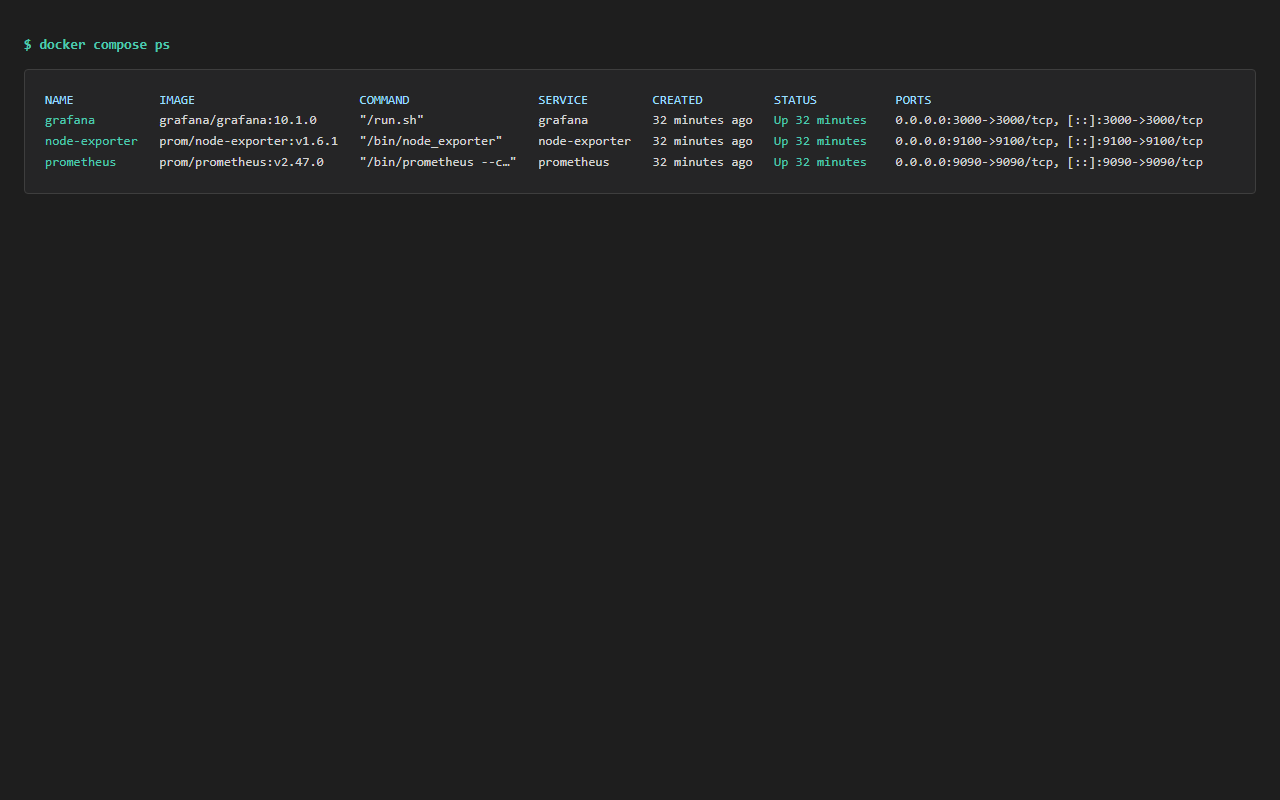 $ docker compose ps
NAME IMAGE COMMAND SERVICE CREATED STATUS PORTS
grafana grafana/grafana:10.1.0 "/run.sh" grafana 32 minutes ago Up 32 minutes 0.0.0.0:3000->3000/tcp, [::]:3000->3000/tcp
node-exporter prom/node-exporter:v1.6.1 "/bin/node_exporter" node-exporter 32 minutes ago Up 32 minutes 0.0.0.0:9100->9100/tcp, [::]:9100->9100/tcp
prometheus prom/prometheus:v2.47.0 "/bin/prometheus --c…" prometheus 32 minutes ago Up 32 minutes 0.0.0.0:9090->9090/tcp, [::]:9090->9090/tcp